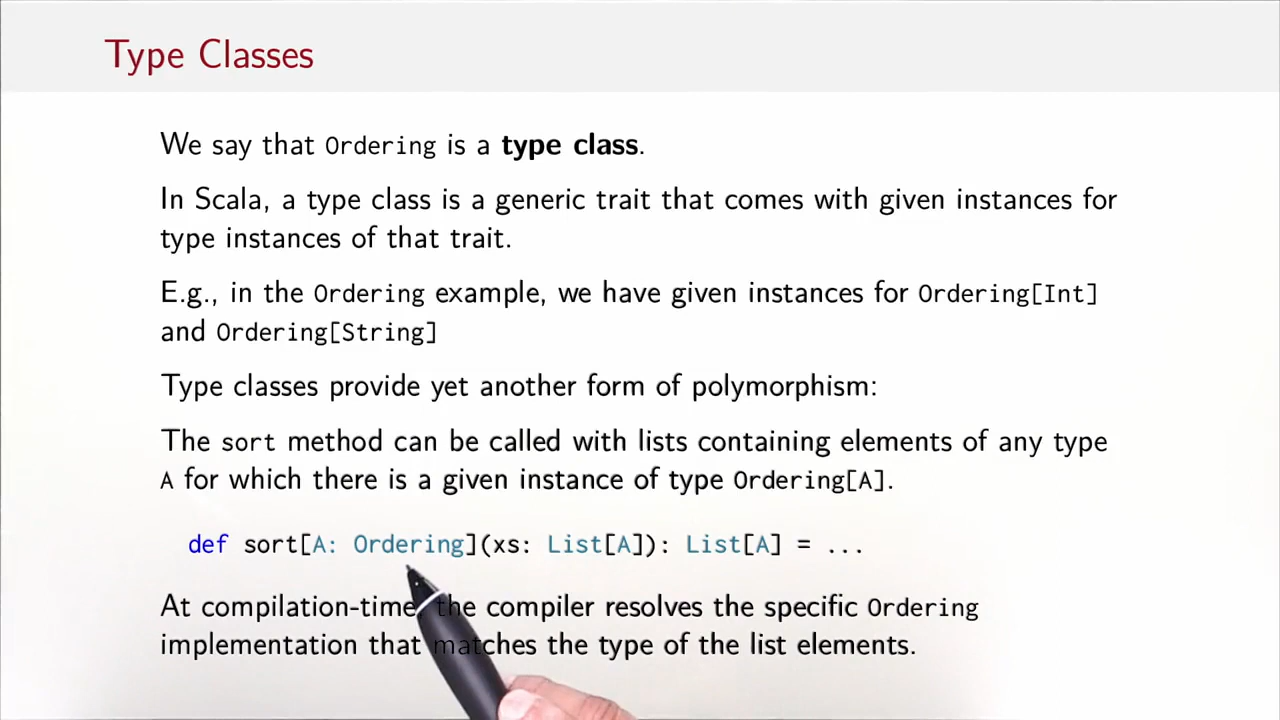 Type Classes
We say that Ordering is a type class.
In Scala, a type class is a generic trait that comes with given instances for
type instances of that trait.
E.g., in the Ordering example, we have given instances for Ordering[Int]
and Ordering[String]
Type classes provide yet another form of polymorphism:
The sort method can be called with lists containing elements of any type
A for which there is a given instance of type Ordering[A].
def sort[A: Ordering](xs: List[A]): List[A] = ...
At compilation-time, the compiler resolves the specific Ordering
implementation that matches the type of the list elements.